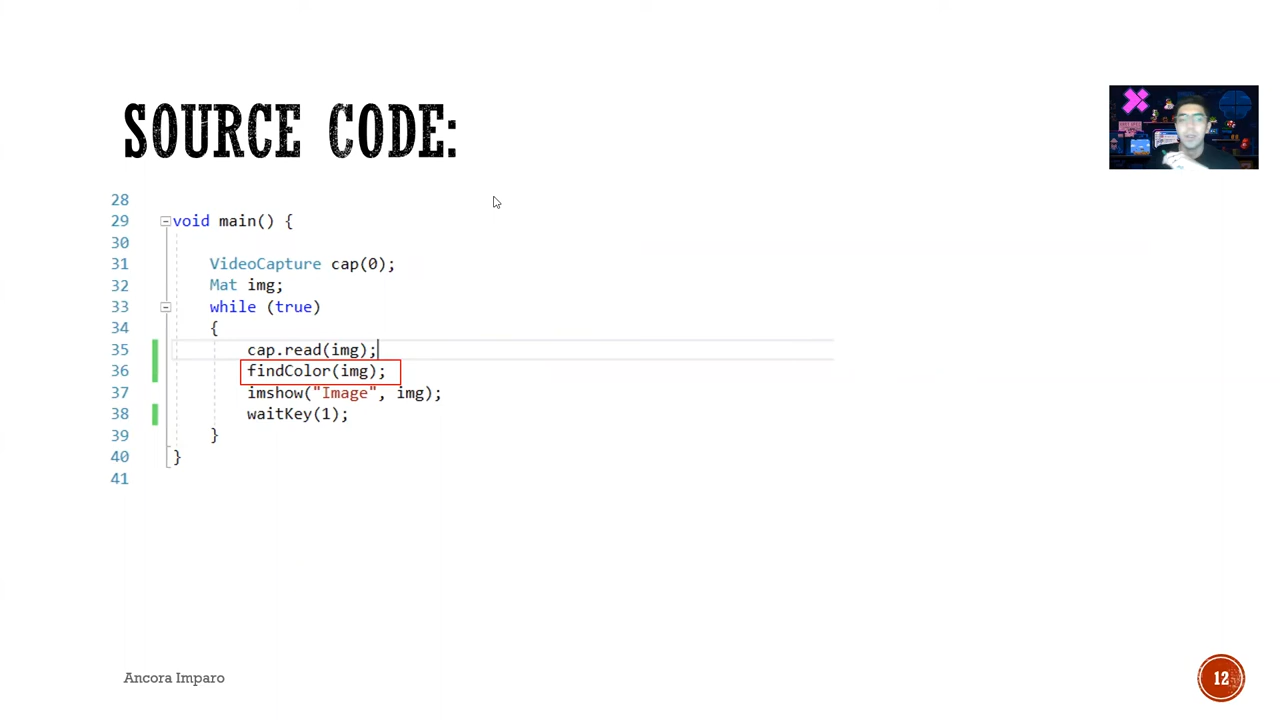 SOURCE CODE:
28
29 void main() {
30
31 VideoCapture cap(0);
32 Mat img;
33 while (true)
34 {
35 cap.read(img);
36 findColor(img);
37 imshow("Image", img);
38 waitKey(1);
39 }
40 }
41
Ancora Imparo
12